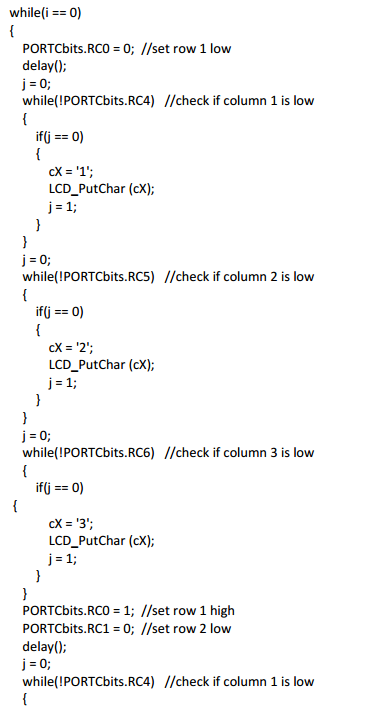 while(i == 0)
{
PORTCbits.RC0 = 0; //set row 1 low
delay();
j = 0;
while(!PORTCbits.RC4) //check if column 1 is low
{
if(j == 0)
{
cX = '1';
LCD_PutChar (cX);
j = 1;
}
}
j = 0;
while(!PORTCbits.RC5) //check if column 2 is low
{
if(j == 0)
{
cX = '2';
LCD_PutChar (cX);
j = 1;
}
}
j = 0;
while(!PORTCbits.RC6) //check if column 3 is low
{
if(j == 0)
{
cX = '3';
LCD_PutChar (cX);
j = 1;
}
}
PORTCbits.RC0 = 1; //set row 1 high
PORTCbits.RC1 = 0; //set row 2 low
delay();
j = 0;
while(!PORTCbits.RC4) //check if column 1 is low
{